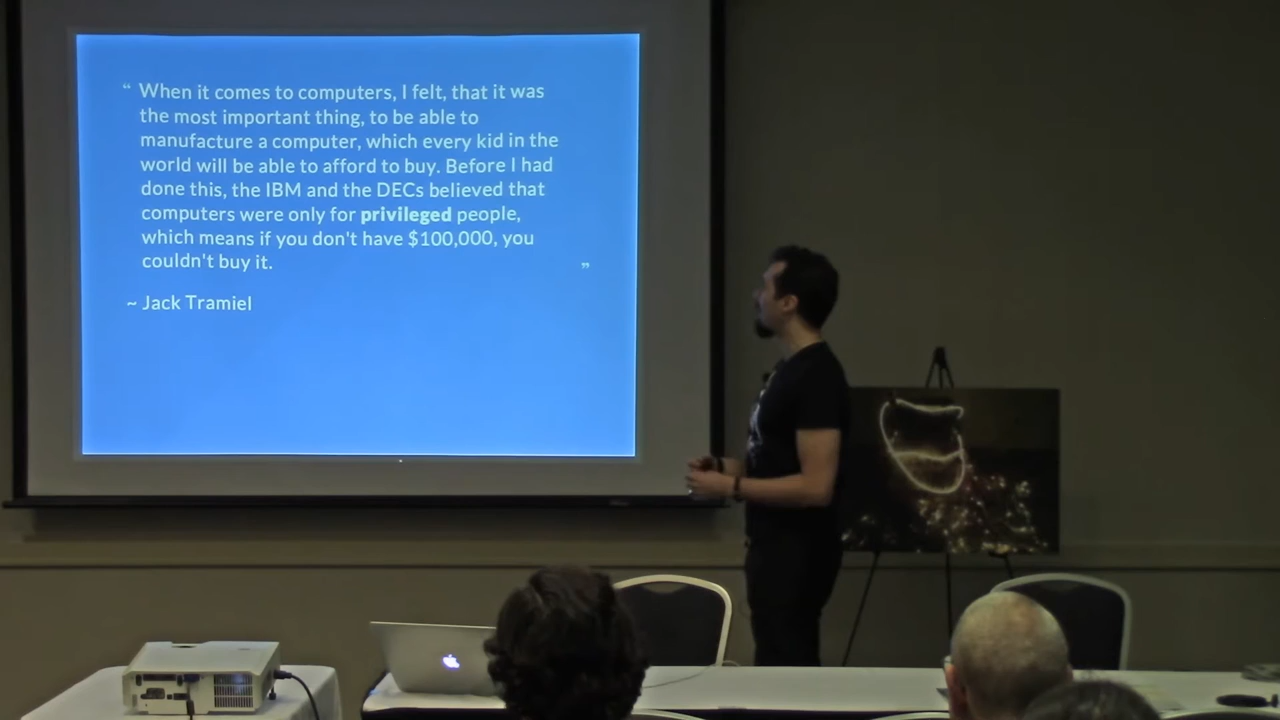 “ When it comes to computers, I felt, that it was
the most important thing, to be able to
manufacture a computer, which every kid in the
world will be able to afford to buy. Before I had
done this, the IBM and the DECs believed that
computers were only for privileged people,
which means if you don't have $100,000, you
couldn't buy it. ”
~ Jack Tramiel